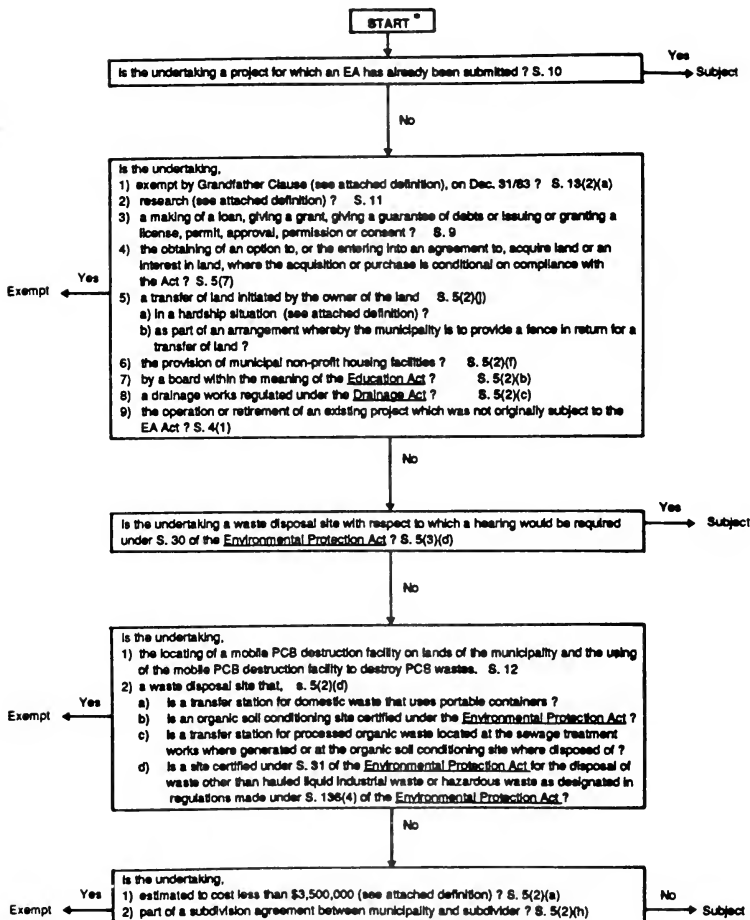 START *
Is the undertaking a project for which an EA has already been submitted ? S. 10
Yes
Subject
No
Is the undertaking,
1) exempt by Grandfather Clause (see attached definition), on Dec. 31/83 ? S. 13(2)(a)
2) research (see attached definition) ? S. 11
3) a making of a loan, giving a grant, giving a guarantee of debts or issuing or granting a
license, permit, approval, permission or consent ? S. 9
4) the obtaining of an option to, or the entering into an agreement to, acquire land or an
interest in land, where the acquisition or purchase is conditional on compliance with
the Act ? S. 5(7)
5) a transfer of land initiated by the owner of the land S. 5(2)(j)
a) in a hardship situation (see attached definition) ?
b) as part of an arrangement whereby the municipality is to provide a fence in return for a
transfer of land ?
6) the provision of municipal non-profit housing facilities ? S. 5(2)(f)
7) by a board within the meaning of the Education Act ? S. 5(2)(b)
8) a drainage works regulated under the Drainage Act ? S. 5(2)(c)
9) the operation or retirement of an existing project which was not originally subject to the
EA Act ? S. 4(1)
Yes
Exempt
No
Is the undertaking a waste disposal site with respect to which a hearing would be required
under S. 30 of the Environmental Protection Act ? S. 5(3)(d)
Yes
Subject
No
Is the undertaking,
1) the locating of a mobile PCB destruction facility on lands of the municipality and the using
of the mobile PCB destruction facility to destroy PCB wastes. S. 12
2) a waste disposal site that, s. 5(2)(d)
a) is a transfer station for domestic waste that uses portable containers ?
b) is an organic soil conditioning site certified under the Environmental Protection Act ?
c) is a transfer station for processed organic waste located at the sewage treatment
works where generated or at the organic soil conditioning site where disposed of ?
d) is a site certified under S. 31 of the Environmental Protection Act for the disposal of
waste other than hauled liquid industrial waste or hazardous waste as designated in
regulations made under S. 136(4) of the Environmental Protection Act ?
Yes
Exempt
No
Is the undertaking,
1) estimated to cost less than $3,500,000 (see attached definition) ? S. 5(2)(a)
2) part of a subdivision agreement between municipality and subdivider ? S. 5(2)(h)
Yes
Exempt
No
Subject